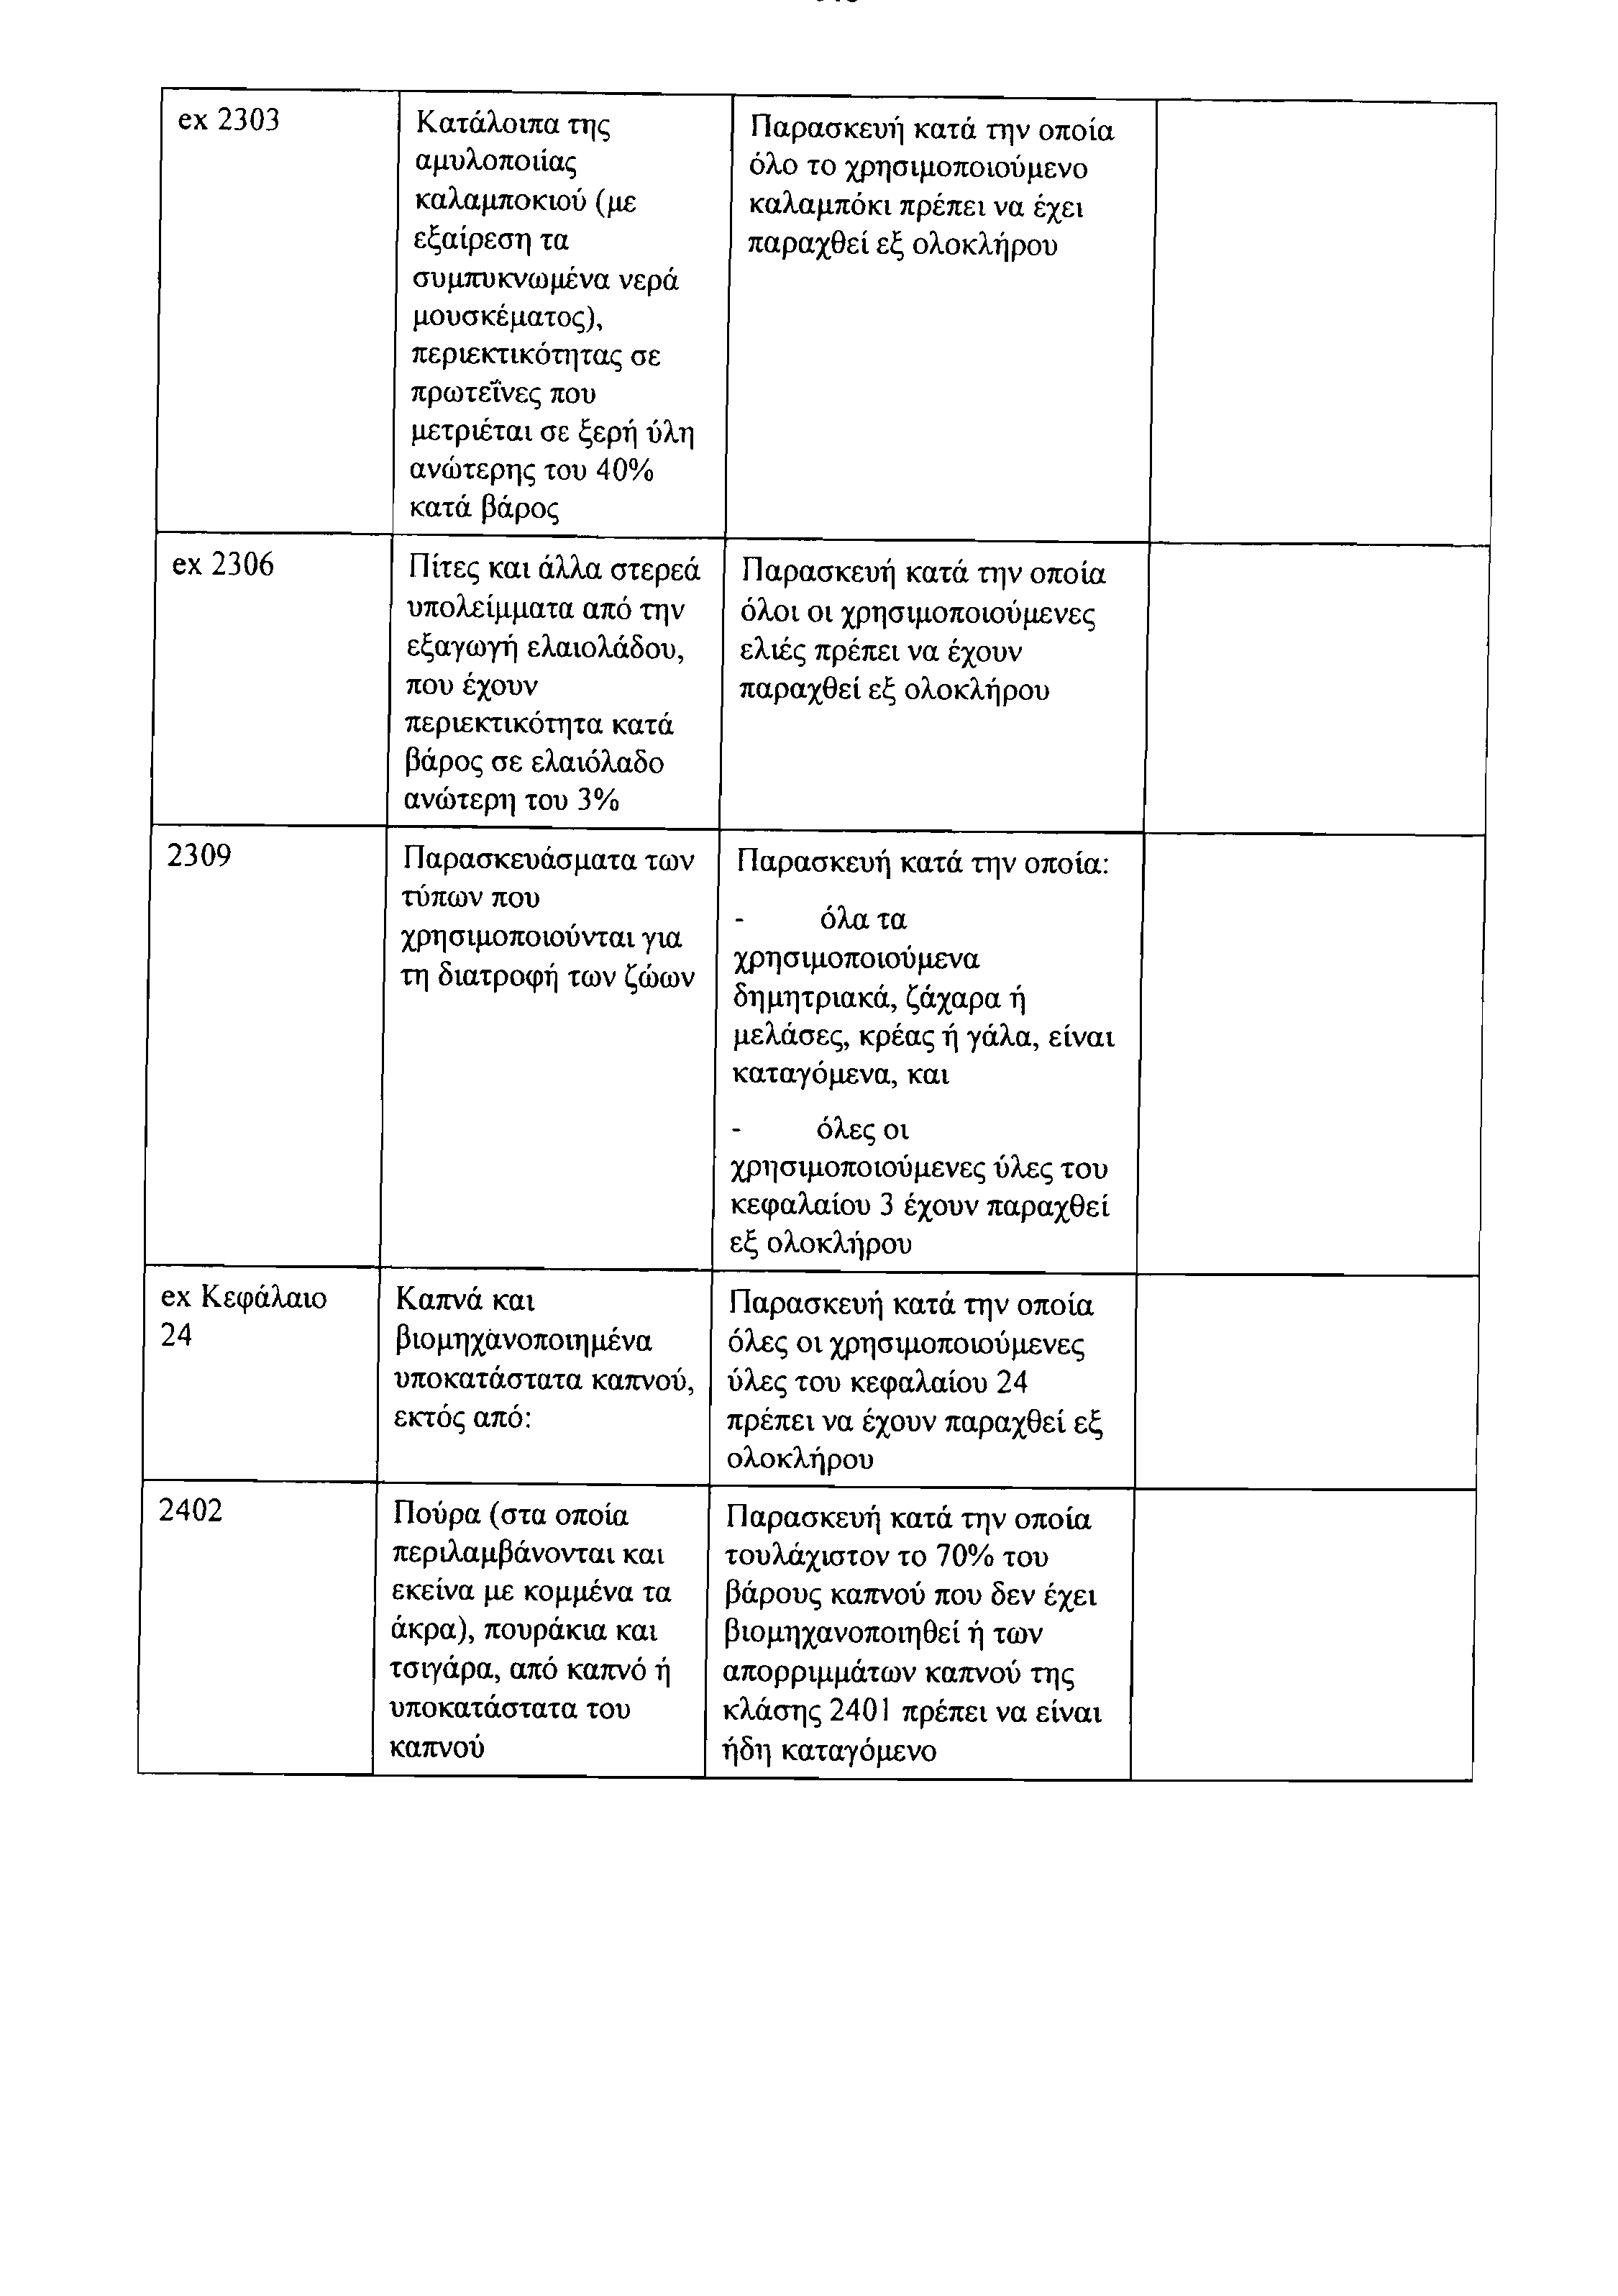 ex 2303
Κατάλοιπα της
αμυλοποιίας
καλαμποκιού (με
εξαίρεση τα
συμπυκνωμένα νερά
μουσκέματος),
περιεκτικότητας σε
πρωτεΐνες που
μετριέται σε ξερή ύλη
ανώτερης του 40%
κατά βάρος
Παρασκευή κατά την οποία
όλο το χρησιμοποιούμενο
καλαμπόκι πρέπει να έχει
παραχθεί εξ ολοκλήρου
ex 2306
Πίτες και άλλα στερεά
υπολείμματα από την
εξαγωγή ελαιολάδου,
που έχουν
περιεκτικότητα κατά
βάρος σε ελαιόλαδο
ανώτερη του 3%
Παρασκευή κατά την οποία
όλοι οι χρησιμοποιούμενες
ελιές πρέπει να έχουν
παραχθεί εξ ολοκλήρου
2309
Παρασκευάσματα των
τύπων που
χρησιμοποιούνται για
τη διατροφή των ζώων
Παρασκευή κατά την οποία:
- όλα τα
χρησιμοποιούμενα
δημητριακά, ζάχαρα ή
μελάσες, κρέας ή γάλα, είναι
καταγόμενα, και
- όλες οι
χρησιμοποιούμενες ύλες του
κεφαλαίου 3 έχουν παραχθεί
εξ ολοκλήρου
ex Κεφάλαιο
24
Καπνά και
βιομηχανοποιημένα
υποκατάστατα καπνού,
εκτός από:
Παρασκευή κατά την οποία
όλες οι χρησιμοποιούμενες
ύλες του κεφαλαίου 24
πρέπει να έχουν παραχθεί εξ
ολοκλήρου
2402
Πούρα (στα οποία
περιλαμβάνονται και
εκείνα με κομμένα τα
άκρα), πουράκια και
τσιγάρα, από καπνό ή
υποκατάστατα του
καπνού
Παρασκευή κατά την οποία
τουλάχιστον το 70% του
βάρους καπνού που δεν έχει
βιομηχανοποιηθεί ή των
απορριμμάτων καπνού της
κλάσης 2401 πρέπει να είναι
ήδη καταγόμενο